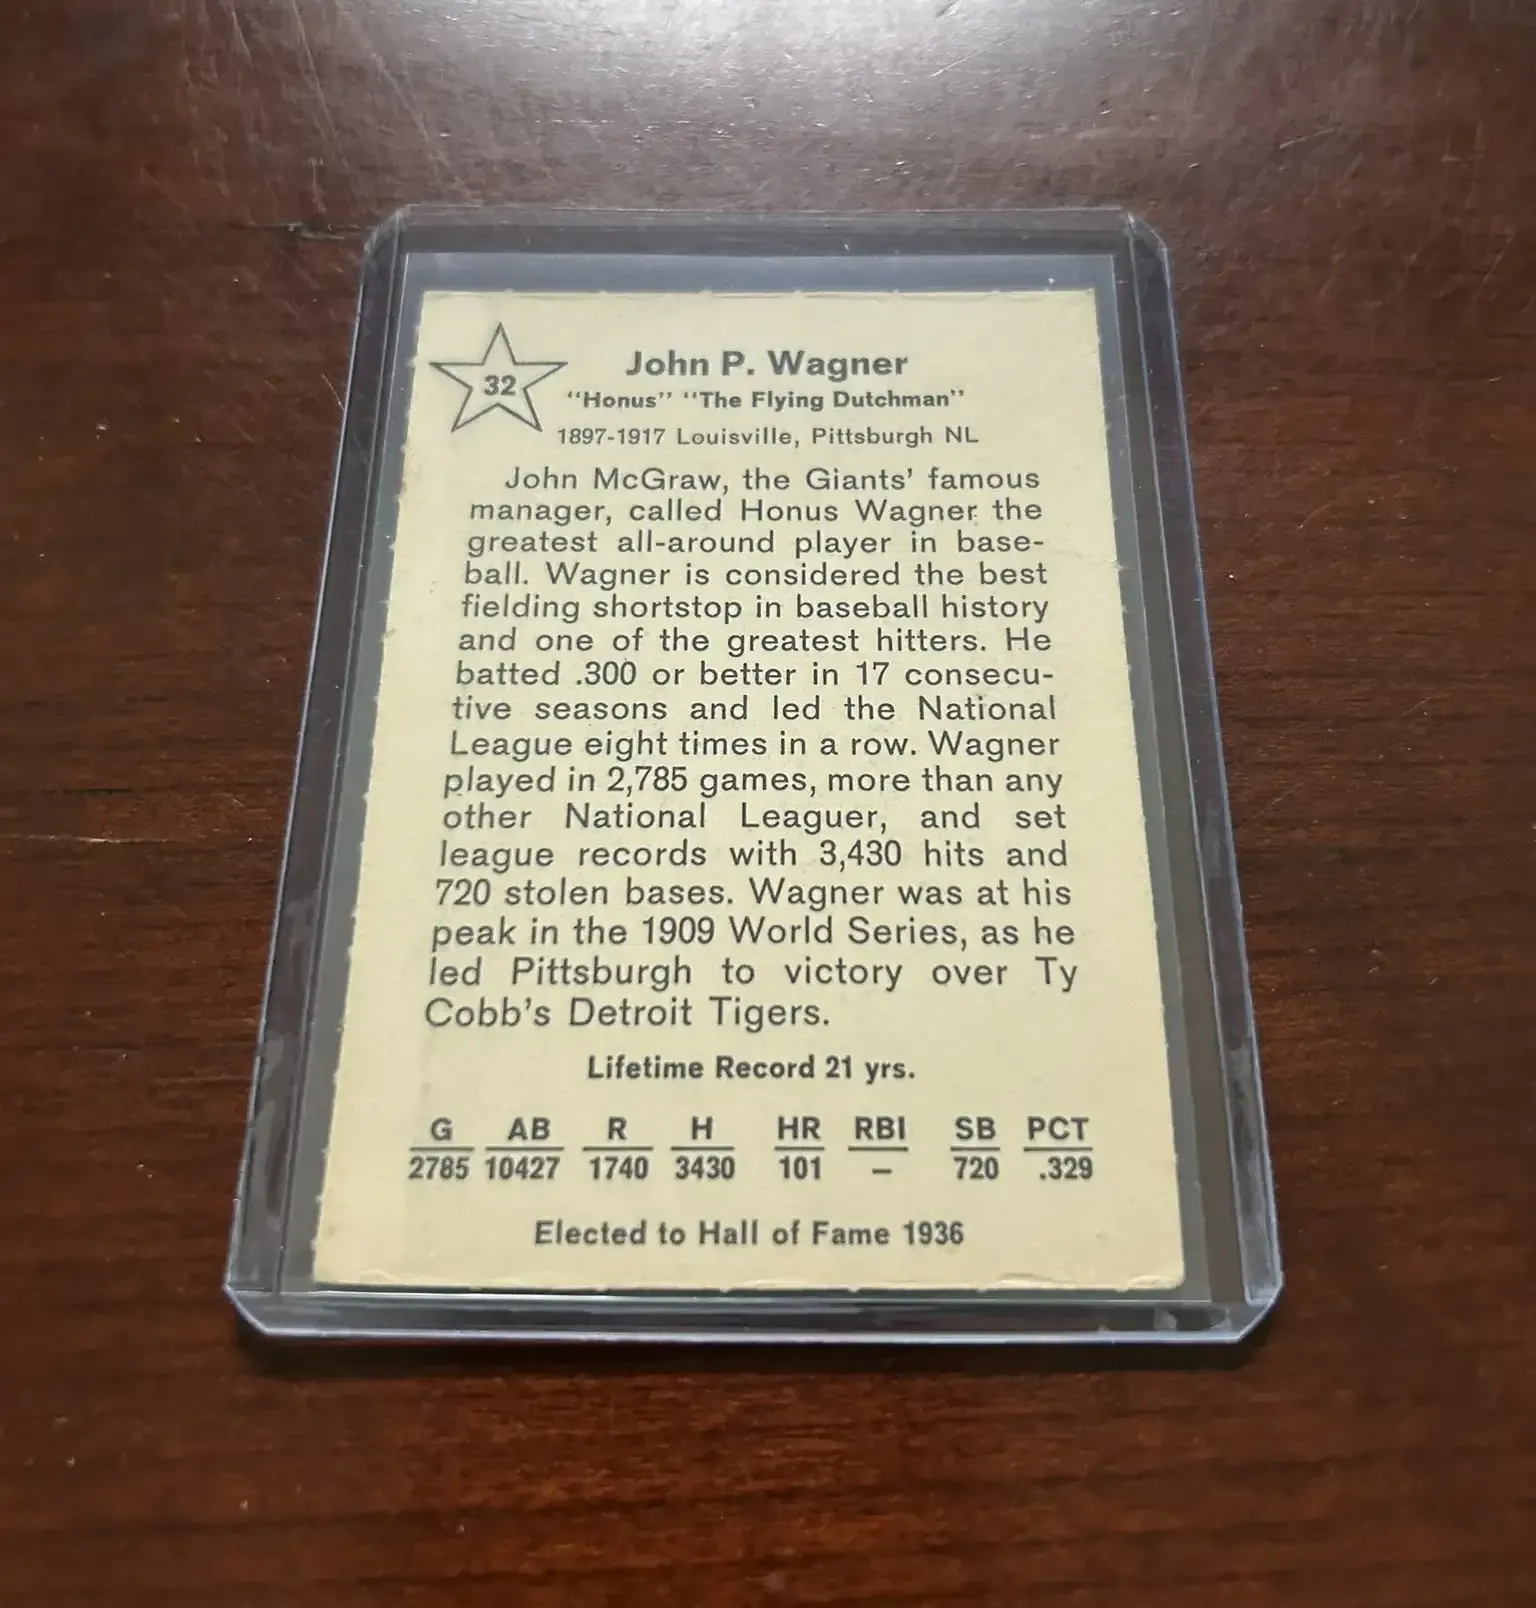 32
John P. Wagner
"Honus" "The Flying Dutchman"
1897-1917 Louisville, Pittsburgh NL
John McGraw, the Giants' famous
manager, called Honus Wagner the
greatest all-around player in base-
ball. Wagner is considered the best
fielding shortstop in baseball history
and one of the greatest hitters. He
batted .300 or better in 17 consecu-
tive seasons and led the National
League eight times in a row. Wagner
played in 2,785 games, more than any
other National Leaguer, and set
league records with 3,430 hits and
720 stolen bases. Wagner was at his
peak in the 1909 World Series, as he
led Pittsburgh to victory over Ty
Cobb's Detroit Tigers.
Lifetime Record 21 yrs.
G AB R H HR RBI SB PCT
2785 10427 1740 3430 101 — 720 .329
Elected to Hall of Fame 1936